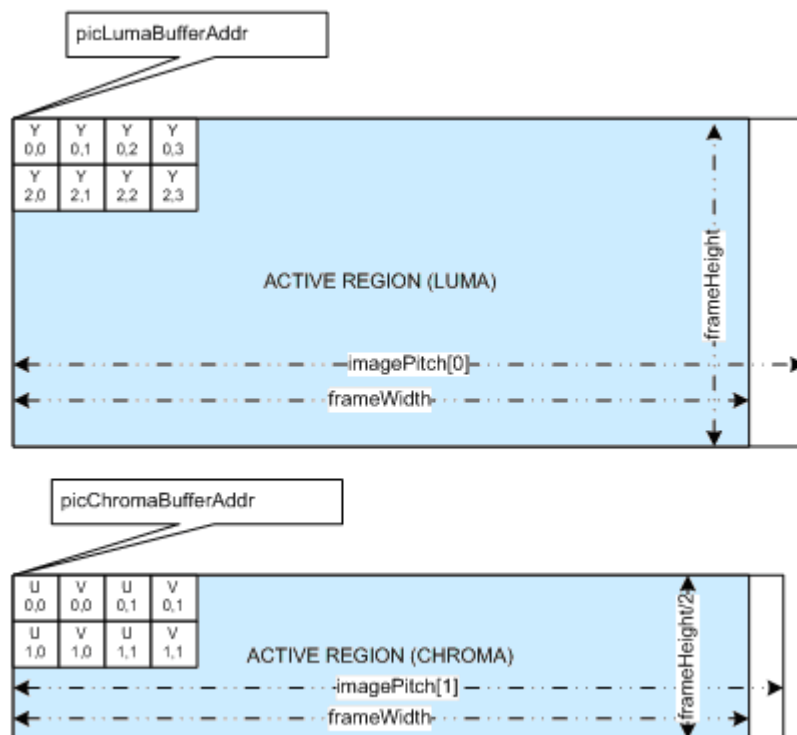 picLumaBufferAddr
Y Y Y Y
0,0 0,1 0,2 0,3
Y Y Y Y
2,0 2,1 2,2 2,3
frameHeight
ACTIVE REGION (LUMA)
imagePitch[0]
frameWidth
picChromaBufferAddr
U V U V
0,0 0,0 0,1 0,1
U V U V
1,0 1,0 1,1 1,1
frameHeight/2
ACTIVE REGION (CHROMA)
imagePitch[1]
frameWidth